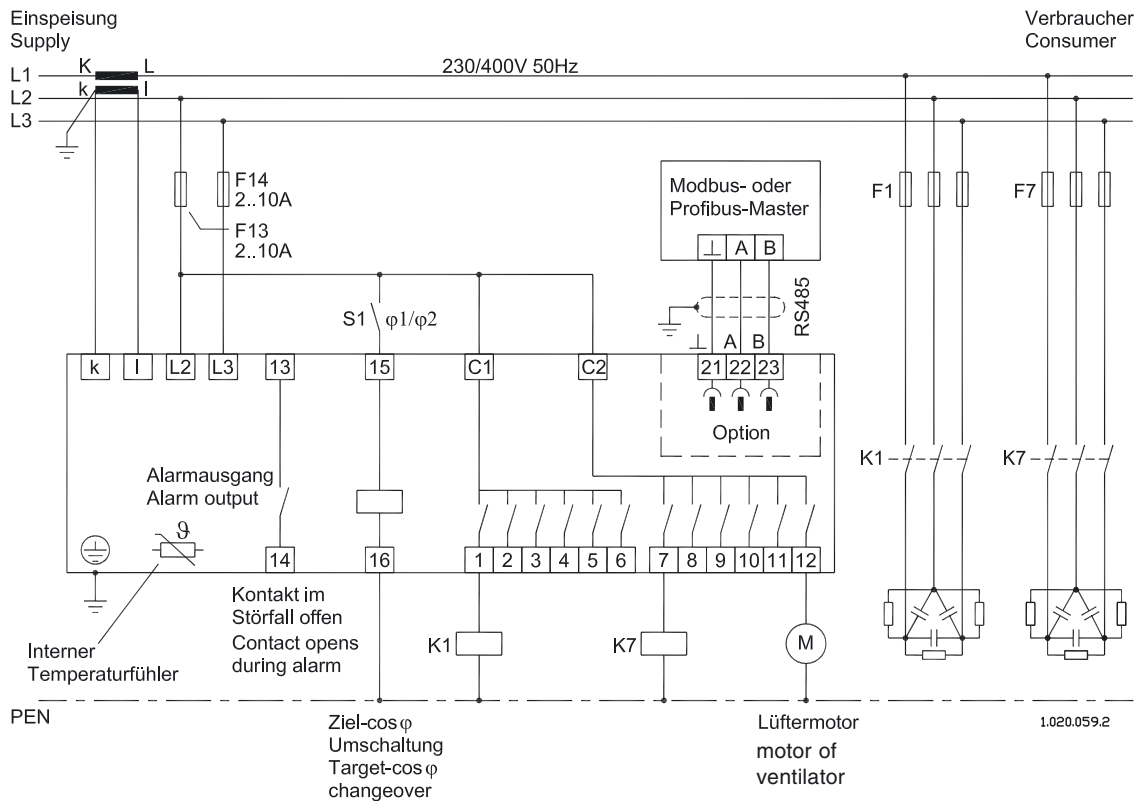 Einspeisung
Supply
Verbraucher
Consumer
K L
230/400V 50Hz
L1
k l
L2
L3
F14
2..10A
F13
2..10A
Modbus- oder
Profibus-Master
⊥ A B
F1
F7
RS485
S1 φ1/φ2
⊥ A B
k l L2 L3 13 15 C1 C2 21 22 23
Option
K1
K7
Alarmausgang
Alarm output
ϑ
14 16 1 2 3 4 5 6 7 8 9 10 11 12
Kontakt im
Störfall offen
Contact opens
during alarm
K1
K7
M
Interner
Temperaturfühler
PEN
Ziel-cos φ
Umschaltung
Target-cos φ
changeover
Lüftermotor
motor of
ventilator
1.020.059.2